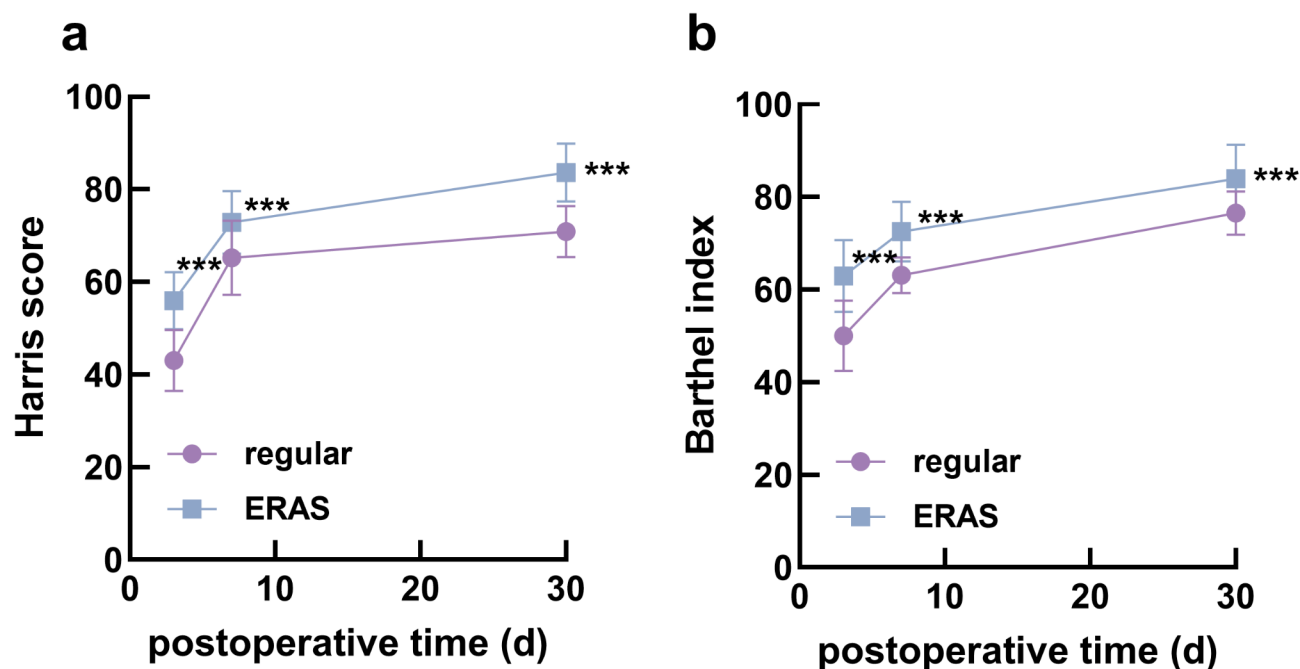 a
Harris score
100
80
60
40
20
0
***
***
***
regular
ERAS
0 10 20 30
postoperative time (d)
b
Barthel index
100
80
60
40
20
0
***
***
***
regular
ERAS
0 10 20 30
postoperative time (d)